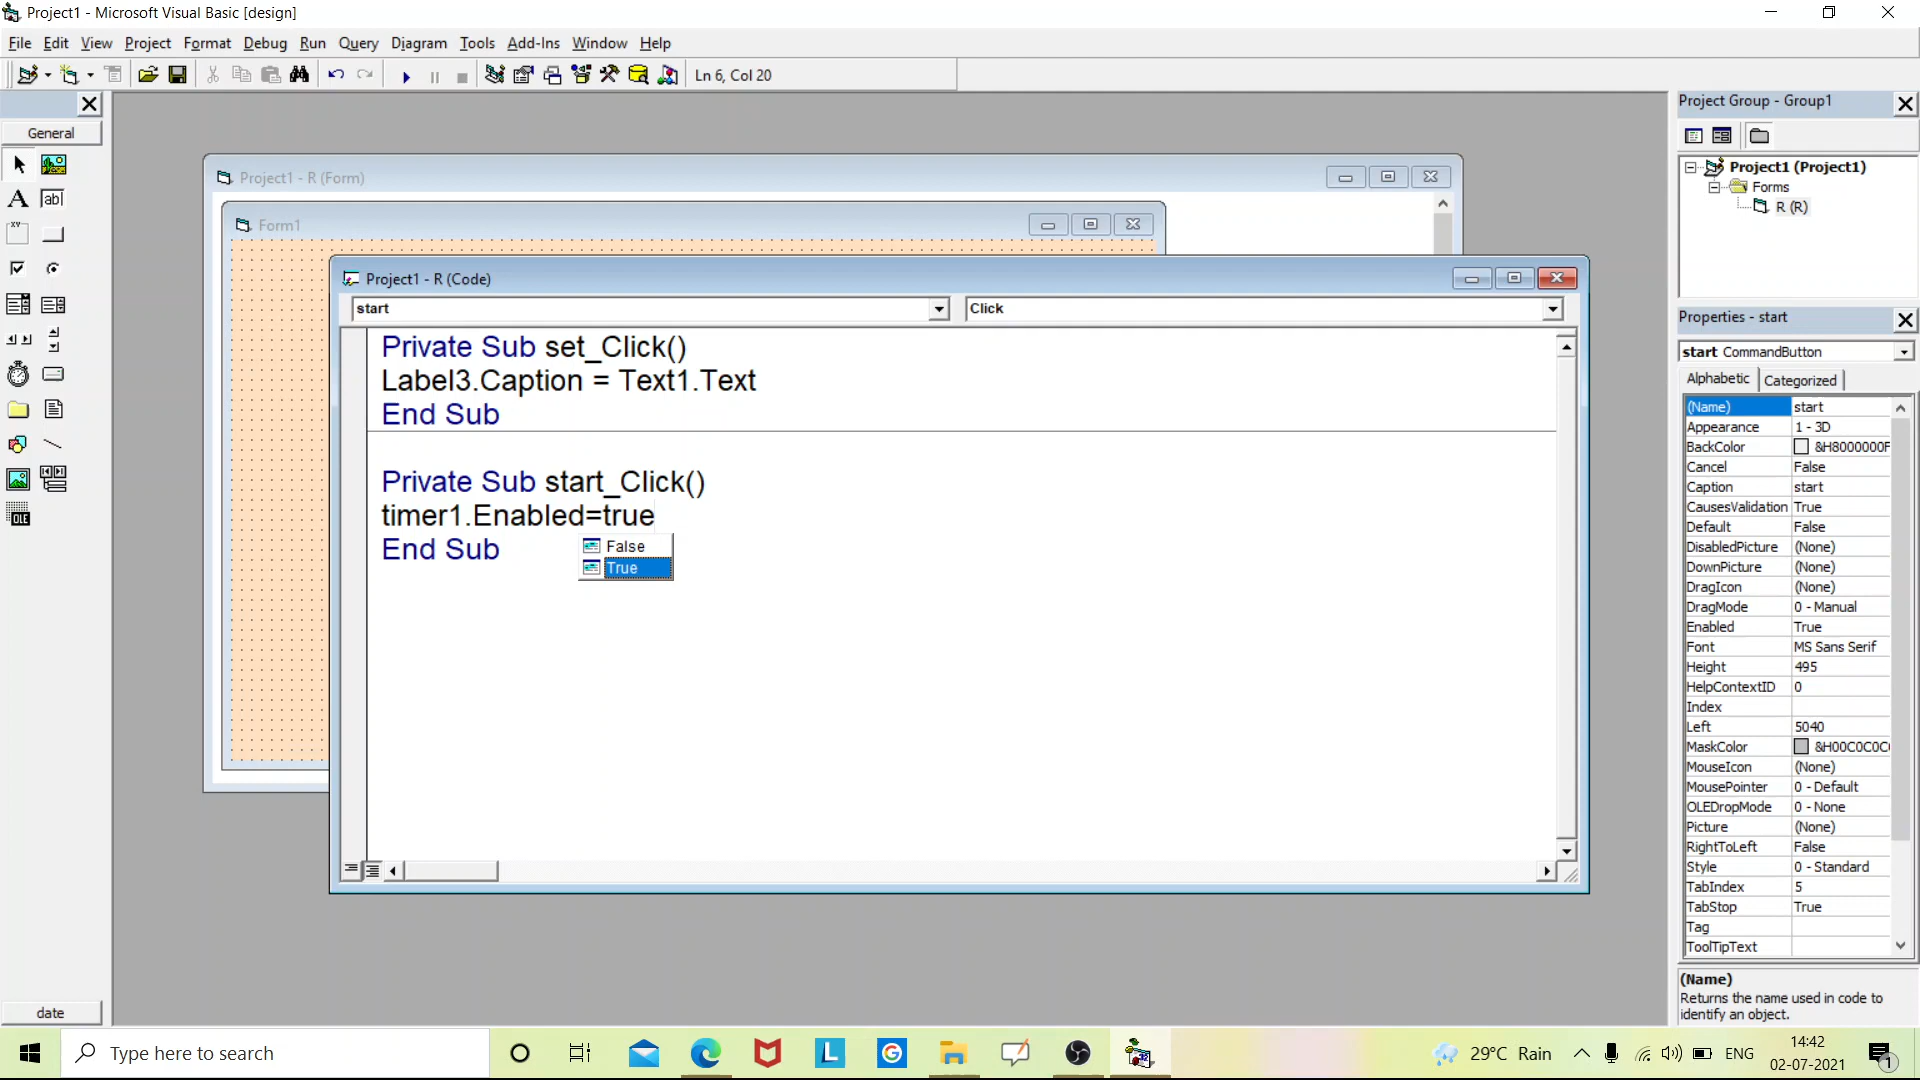 Project1 - Microsoft Visual Basic [design]
File Edit View Project Format Debug Run Query Diagram Tools Add-Ins Window Help
Ln 6, Col 20
General
A
abl
XY
OLE
date
Project1 - R (Form)
Form1
Project1 - R (Code)
start
Click
Private Sub set_Click()
Label3.Caption = Text1.Text
End Sub
Private Sub start_Click()
timer1.Enabled=true
End Sub
False
True
Project Group - Group1
Project1 (Project1)
Forms
R (R)
Properties - start
start CommandButton
Alphabetic Categorized
(Name) start
Appearance 1 - 3D
BackColor &H8000000F
Cancel False
Caption start
CausesValidation True
Default False
DisabledPicture (None)
DownPicture (None)
DragIcon (None)
DragMode 0 - Manual
Enabled True
Font MS Sans Serif
Height 495
HelpContextID 0
Index
Left 5040
MaskColor &H00C0C0C
MouseIcon (None)
MousePointer 0 - Default
OLEDropMode 0 - None
Picture (None)
RightToLeft False
Style 0 - Standard
TabIndex 5
TabStop True
Tag
ToolTipText
(Name)
Returns the name used in code to
identify an object.
Type here to search
L
G
29°C Rain
ENG
14:42
02-07-2021
1